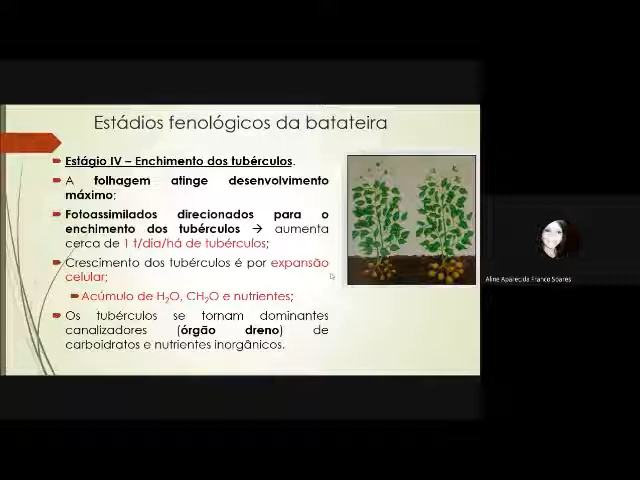 Estádios fenológicos da batateira
Estágio IV – Enchimento dos tubérculos.
A folhagem atinge desenvolvimento
máximo;
Fotoassimilados direcionados para o
enchimento dos tubérculos → aumenta
cerca de 1 t/dia/há de tubérculos;
Crescimento dos tubérculos é por expansão
celular;
Acúmulo de H₂O, CH₂O e nutrientes;
Os tubérculos se tornam dominantes
canalizadores (órgão dreno) de
carboidratos e nutrientes inorgânicos.
Aline Aparecida Franco Soares